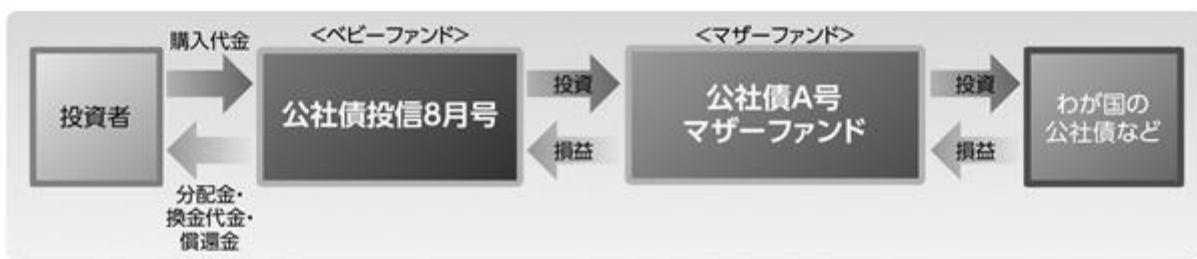 購入代金
<ベビーファンド>
<マザーファンド>
投資者
公社債投信8月号
投資
損益
公社債A号
マザーファンド
投資
損益
わが国の
公社債など
分配金・
換金代金・
償還金